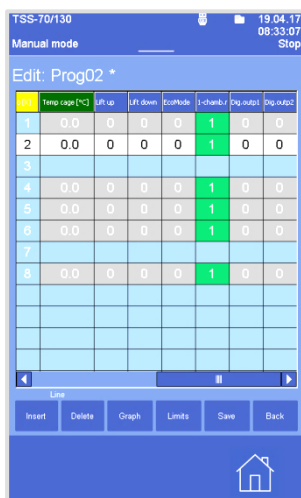 TSS-70/130 19.04.17
08:33:07
Manual mode Stop
Edit: Prog02 *
Temp cage [°C] Lift up Lift down EcoMode 1-chamb./ Dig.outp1 Dig.outp2
1 0.0 0 0 0 1 0 0
2 0.0 0 0 0 1 0 0
3
4 0.0 0 0 0 1 0 0
5 0.0 0 0 0 1 0 0
6 0.0 0 0 0 1 0 0
7
8 0.0 0 0 0 1 0 0
Line
Insert Delete Graph Limits Save Back